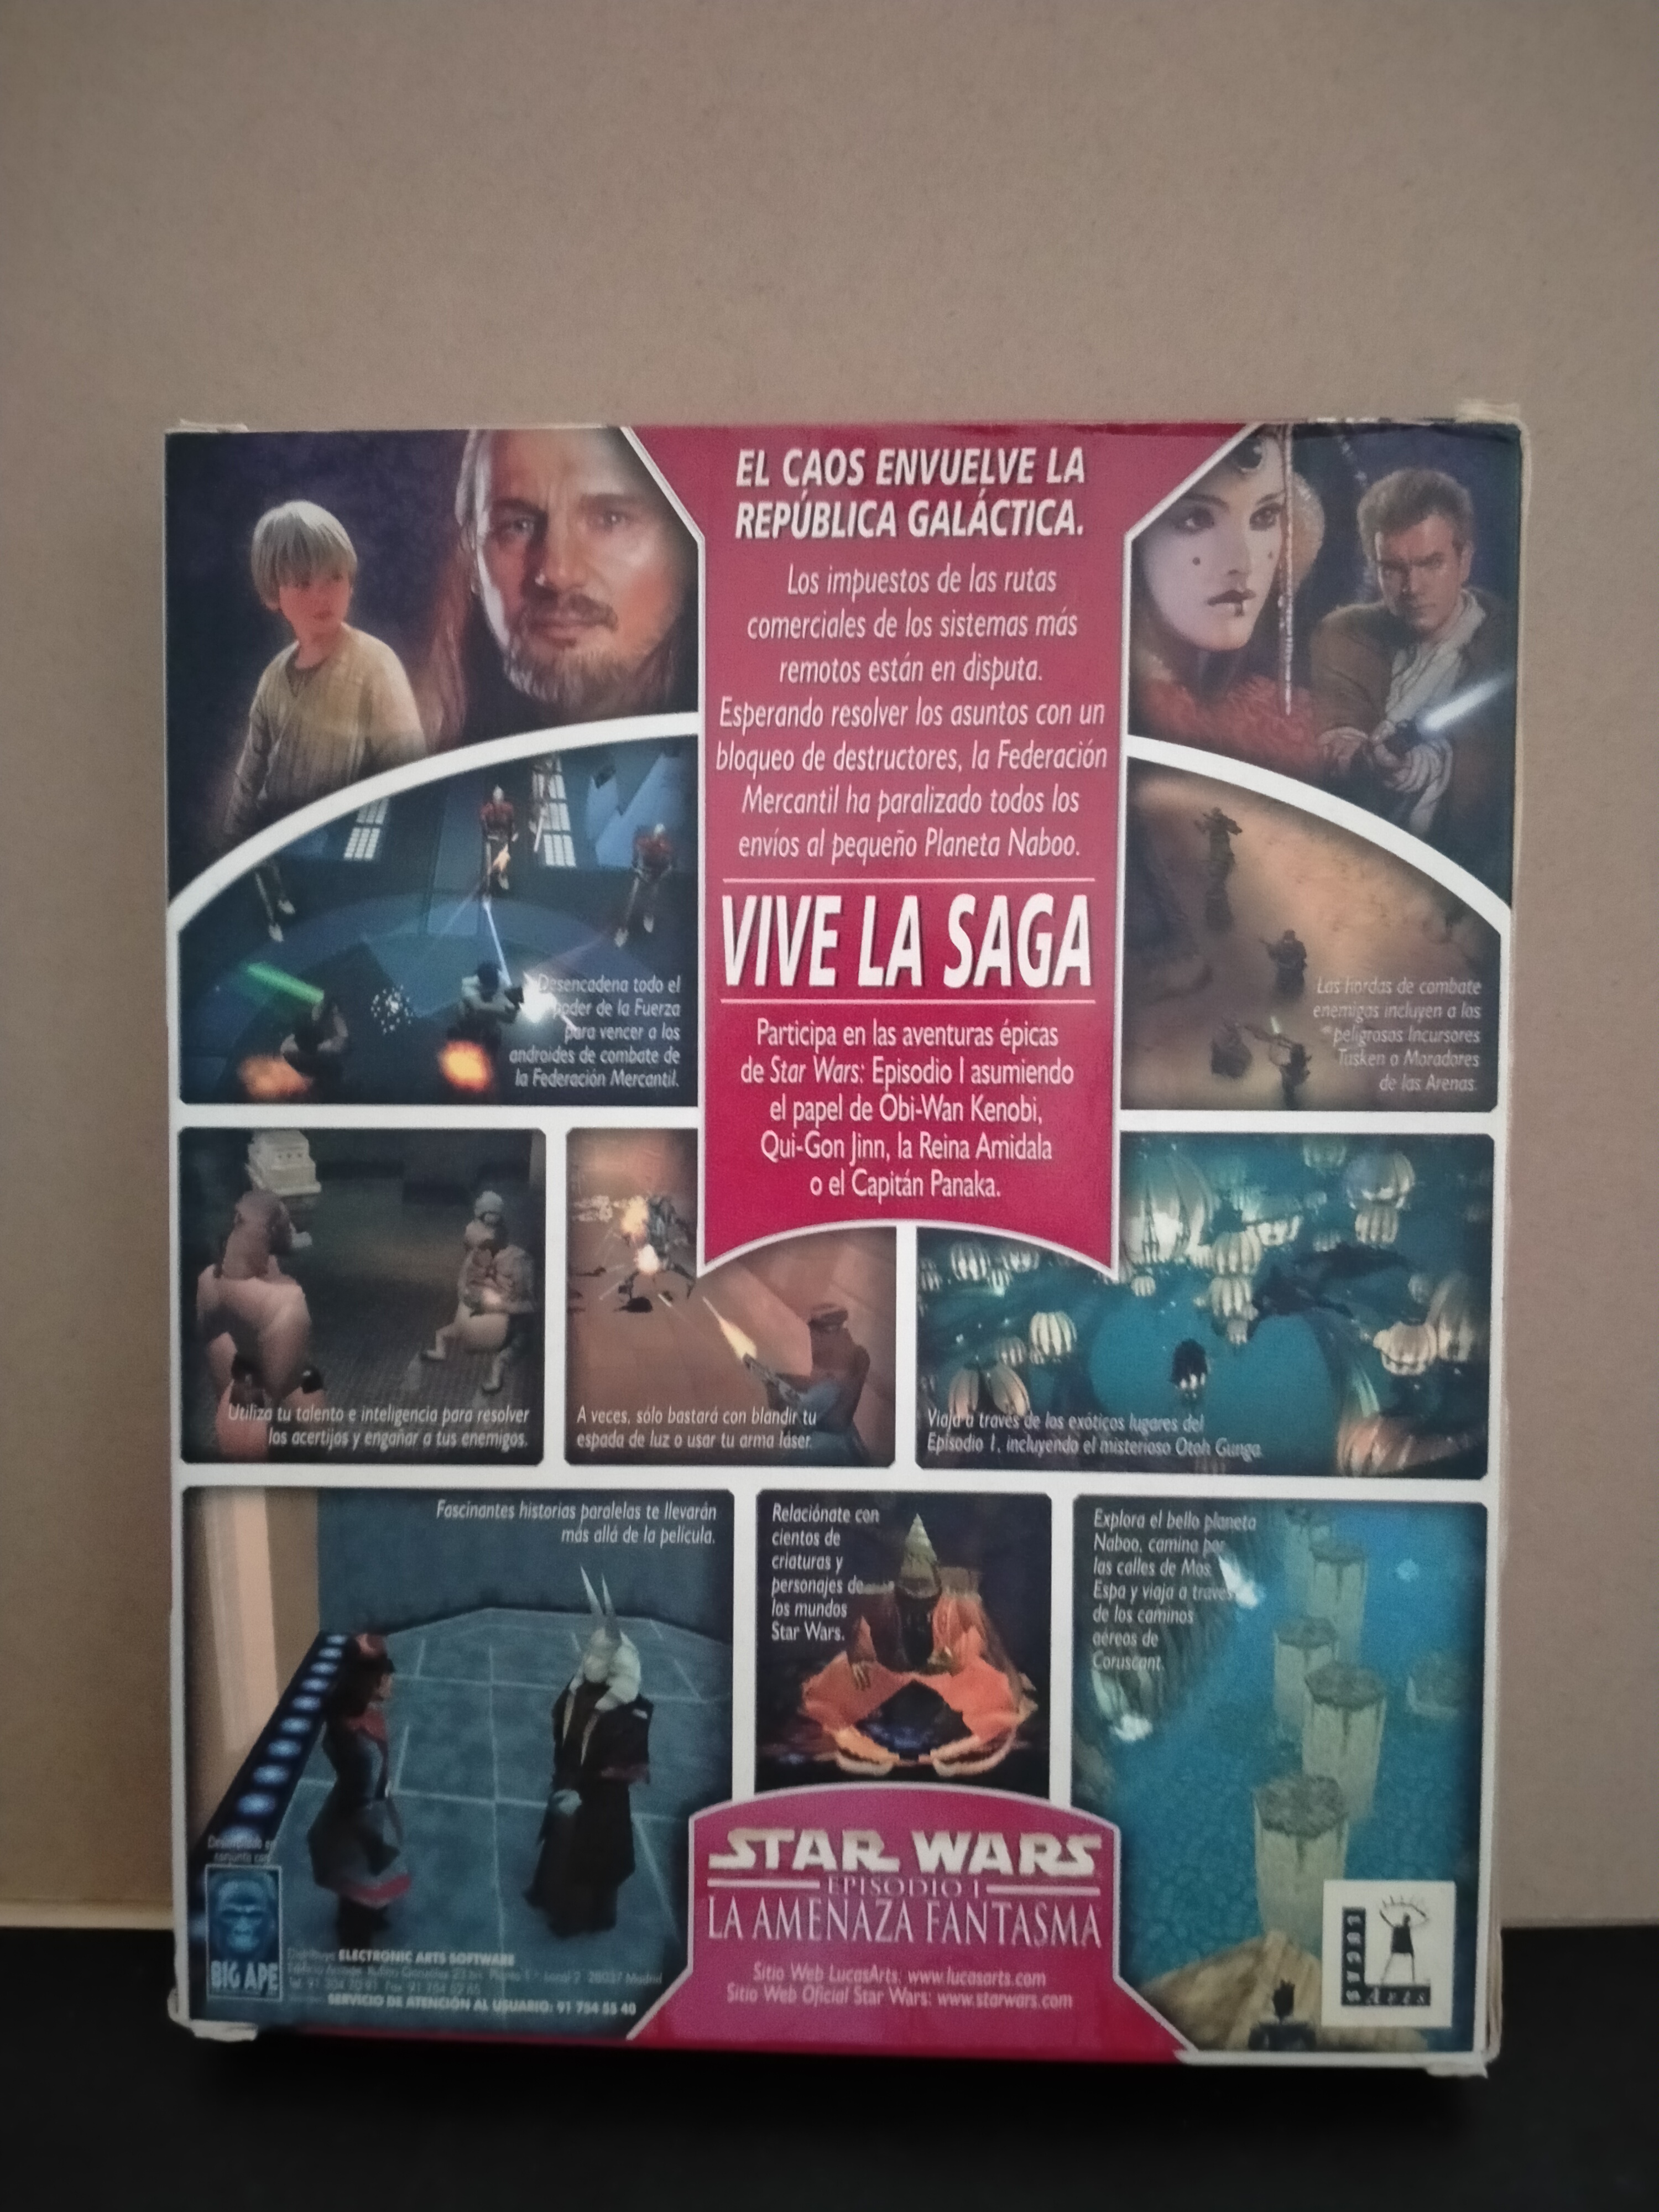 EL CAOS ENVUELVE LA
REPÚBLICA GALÁCTICA.
Los impuestos de las rutas
comerciales de los sistemas más
remotos están en disputa.
Esperando resolver los asuntos con un
bloqueo de destructores, la Federación
Mercantil ha paralizado todos los
envíos al pequeño Planeta Naboo.
VIVE LA SAGA
Participa en las aventuras épicas
de Star Wars: Episodio I asumiendo
el papel de Obi-Wan Kenobi,
Qui-Gon Jinn, la Reina Amidala
o el Capitán Panaka.
Desencadena todo el
poder de la Fuerza
para vencer a los
androides de combate de
la Federación Mercantil.
Las hordas de combate
enemigas incluyen a los
peligrosos Incursores
Tusken o Moradores
de las Arenas.
Utiliza tu talento e inteligencia para resolver
los acertijos y engañar a tus enemigos.
A veces, sólo bastará con blandir tu
espada de luz o usar tu arma láser.
Viaja a través de los exóticos lugares del
Episodio I, incluyendo el misterioso Otoh Gunga.
Fascinantes historias paralelas te llevarán
más allá de la película.
Relaciónate con
cientos de
criaturas y
personajes de
los mundos
Star Wars.
Explora el bello planeta
Naboo, camina por
las calles de Mos
Espa y viaja a través
de los caminos
aéreos de
Coruscant.
BIG APE
ELECTRONIC ARTS SOFTWARE
28037 Madrid
SERVICIO DE ATENCIÓN AL USUARIO: 91 754 55 40
STAR WARS
EPISODIO I
LA AMENAZA FANTASMA
Sitio Web LucasArts: www.lucasarts.com
Sitio Web Oficial Star Wars: www.starwars.com
LUCAS
Arts